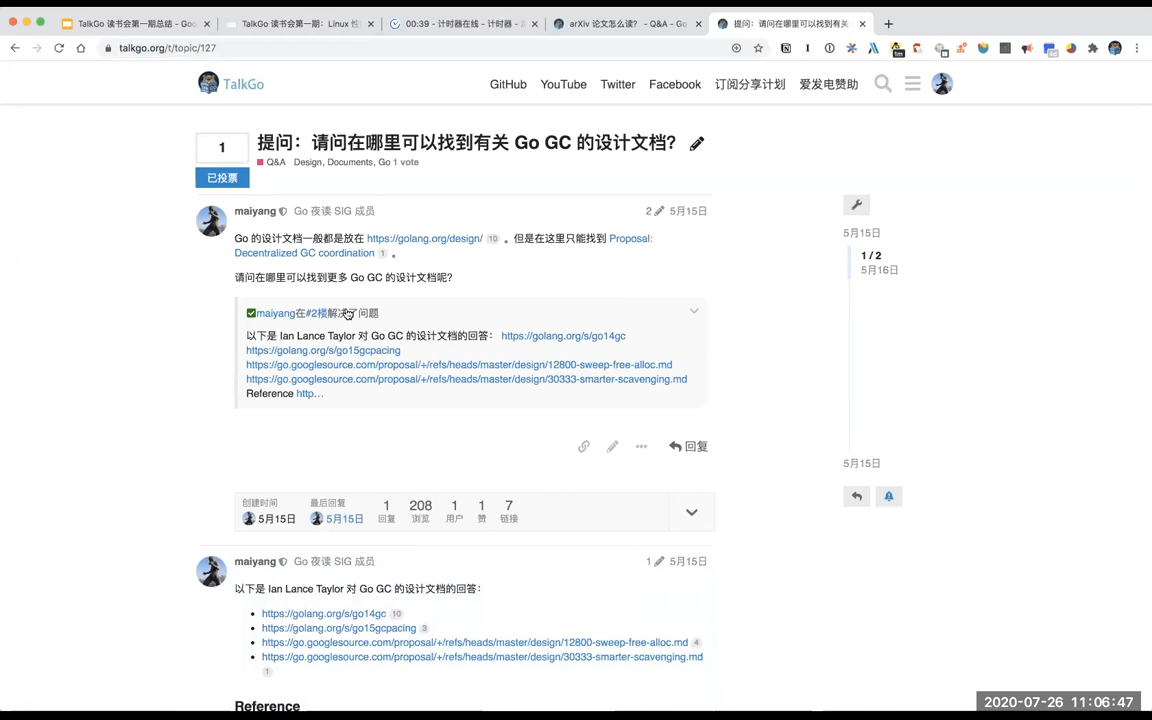 TalkGo 读书会第一期总结 - Goo
TalkGo 读书会第一期：Linux 性
00:39 - 计时器在线 - 计时器 -
arXiv 论文怎么读？ - Q&A - Go
提问：请问在哪里可以找到有关
talkgo.org/t/topic/127
TalkGo
GitHub YouTube Twitter Facebook 订阅分享计划 爱发电赞助
1
已投票
提问：请问在哪里可以找到有关 Go GC 的设计文档？
Q&A Design, Documents, Go 1 vote
maiyang Go 夜读 SIG 成员 2 5月15日
Go 的设计文档一般都是放在 https://golang.org/design/ 10 。但是在这里只能找到 Proposal:
Decentralized GC coordination 1 。
请问在哪里可以找到更多 Go GC 的设计文档呢?
maiyang在#2楼解决了问题
以下是 Ian Lance Taylor 对 Go GC 的设计文档的回答： https://golang.org/s/go14gc
https://golang.org/s/go15gcpacing
https://go.googlesource.com/proposal/+/refs/heads/master/design/12800-sweep-free-alloc.md
https://go.googlesource.com/proposal/+/refs/heads/master/design/30333-smarter-scavenging.md
Reference http...
回复
5月15日
1 / 2
5月16日
5月15日
创建时间 最后回复 1 208 1 1 7
5月15日 5月15日 回复 浏览 用户 赞 链接
maiyang Go 夜读 SIG 成员 1 5月15日
以下是 Ian Lance Taylor 对 Go GC 的设计文档的回答：
• https://golang.org/s/go14gc 10
• https://golang.org/s/go15gcpacing 3
• https://go.googlesource.com/proposal/+/refs/heads/master/design/12800-sweep-free-alloc.md 4
• https://go.googlesource.com/proposal/+/refs/heads/master/design/30333-smarter-scavenging.md
1
Reference
2020-07-26 11:06:47